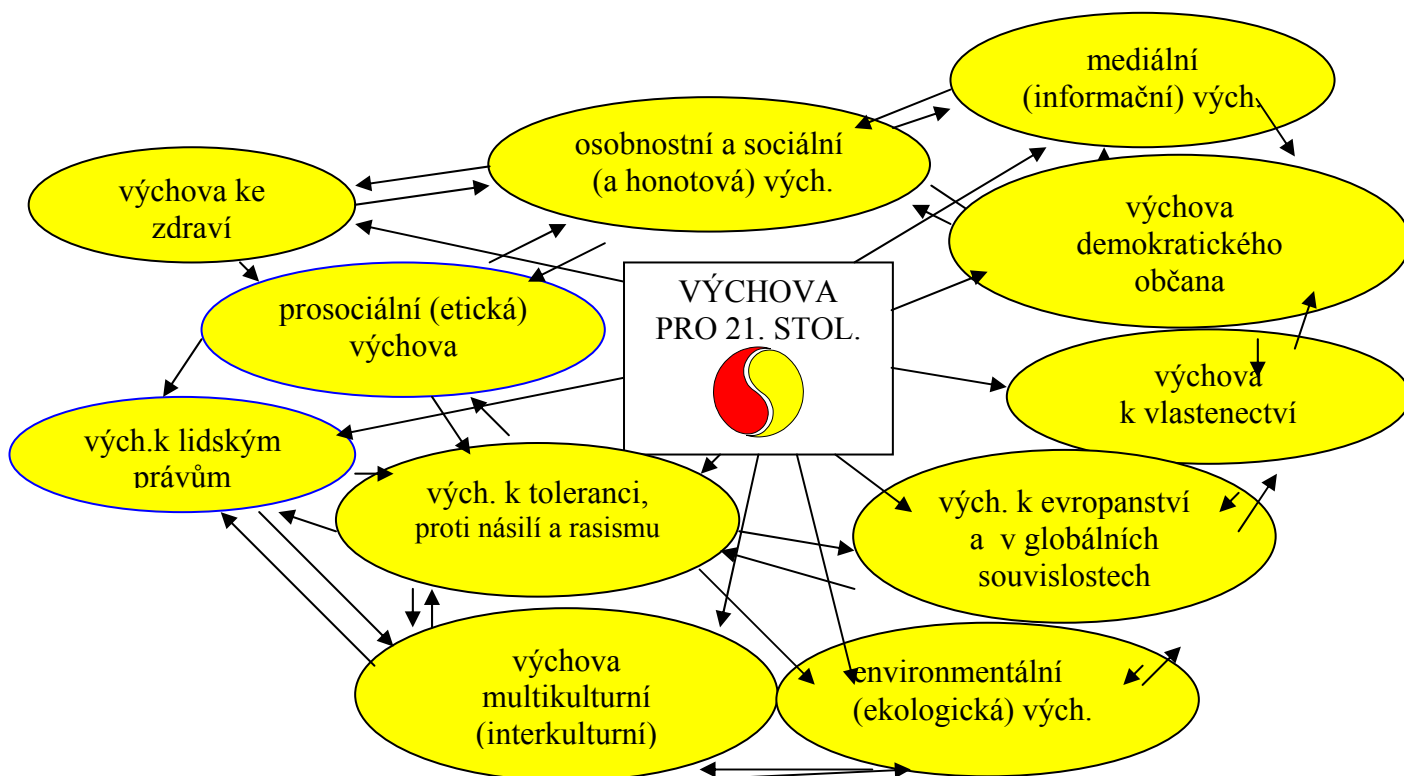 mediální
(informační) vých.
osobnostní a sociální
(a honotová) vých.
výchova ke
zdraví
výchova
demokratického
občana
VÝCHOVA
PRO 21. STOL.
prosociální (etická)
výchova
výchova
k vlastenectví
vých.k lidským
právům
vých. k toleranci,
proti násilí a rasismu
vých. k evropanství
a v globálních
souvislostech
výchova
multikulturní
(interkulturní)
environmentální
(ekologická) vých.